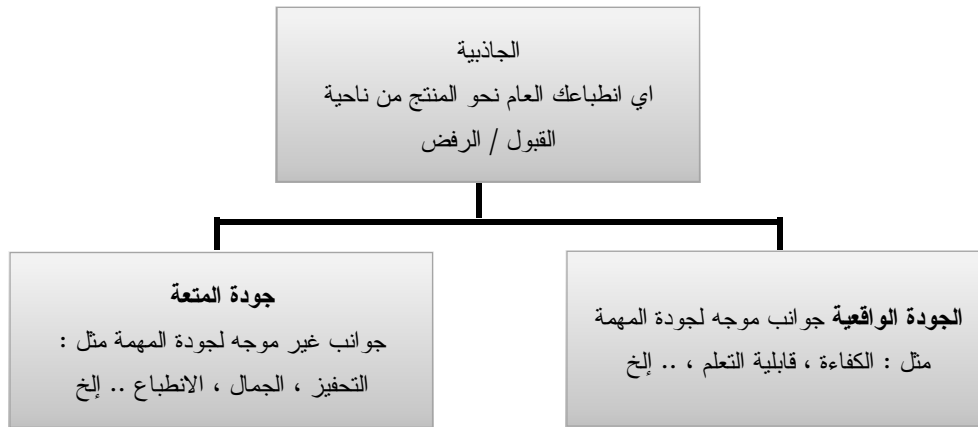 الجاذبية
اي انطباعك العام نحو المنتج من ناحية
القبول / الرفض
الجودة الواقعية جوانب موجه لجودة المهمة
مثل : الكفاءة ، قابلية التعلم ، .. إلخ
جودة المتعة
جوانب غير موجه لجودة المهمة مثل :
التحفيز ، الجمال ، الانطباع .. إلخ